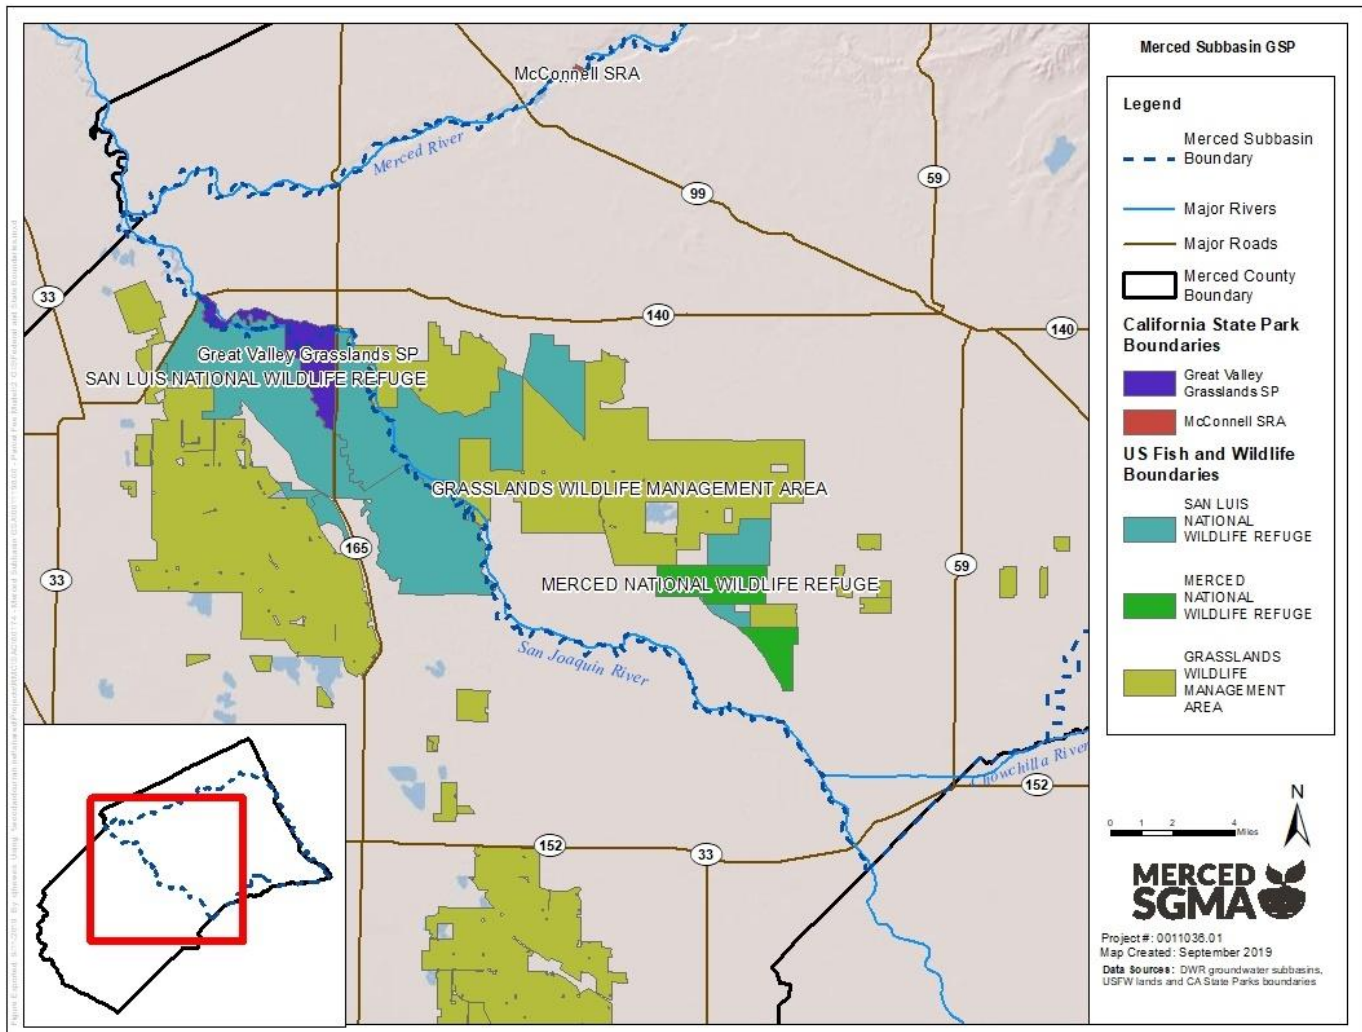 Merced Subbasin GSP
Legend
Merced Subbasin
Boundary
Major Rivers
Major Roads
Merced County
Boundary
California State Park
Boundaries
Great Valley
Grasslands SP
McConnell SRA
US Fish and Wildlife
Boundaries
SAN LUIS
NATIONAL
WILDLIFE REFUGE
MERCED
NATIONAL
WILDLIFE REFUGE
GRASSLANDS
WILDLIFE
MANAGEMENT
AREA
McConnell SRA
Merced River
59
99
33
140
140
Great Valley Grasslands SP
SAN LUIS NATIONAL WILDLIFE REFUGE
GRASSLANDS WILDLIFE MANAGEMENT AREA
165
59
33
MERCED NATIONAL WILDLIFE REFUGE
San Joaquin River
Chowchilla River
152
152
33
N
0 1 2 4
Miles
MERCED
SGMA
Project #: 0011036.01
Map Created: September 2019
Data Sources: DWR groundwater subbasins,
USFW lands and CA State Parks boundaries